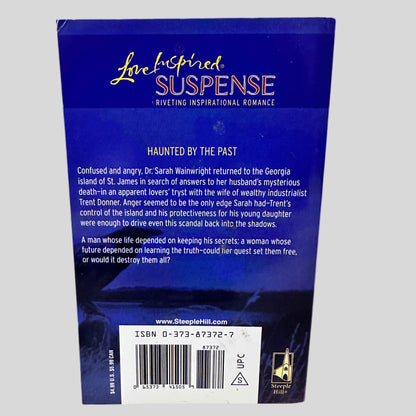 Love Inspired®
SUSPENSE
RIVETING INSPIRATIONAL ROMANCE
HAUNTED BY THE PAST
Confused and angry, Dr. Sarah Wainwright returned to the Georgia
island of St. James in search of answers to her husband's mysterious
death–in an apparent lovers' tryst with the wife of wealthy industrialist
Trent Donner. Anger seemed to be the only edge Sarah had–Trent's
control of the island and his protectiveness for his young daughter
were enough to drive even this scandal back into the shadows.
A man whose life depended on keeping his secrets; a woman whose
future depended on learning the truth–could her quest set them free,
or would it destroy them all?
www.SteepleHill.com
ISBN 0-373-87372-7
87372
$4.99 U.S. $5.99 CAN
S UPC
Steeple
Hill®